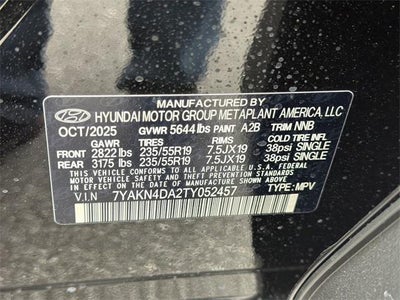 MANUFACTURED BY
HYUNDAI MOTOR GROUP METAPLANT AMERICA, LLC
OCT/2025 GVWR 5644 lbs PAINT A2B TRIM NNB
GAWR TIRES RIMS COLD TIRE INFL
FRONT 2822 lbs 235/55R19 7.5JX19 38psi SINGLE
REAR 3175 lbs 235/55R19 7.5JX19 38psi SINGLE
THIS VEHICLE CONFORMS TO ALL APPLICABLE U.S.A. FEDERAL
MOTOR VEHICLE SAFETY STANDARDS IN EFFECT ON THE
DATE OF MANUFACTURE SHOWN ABOVE.
V.I.N 7YAKN4DA2TY052457 TYPE: MPV